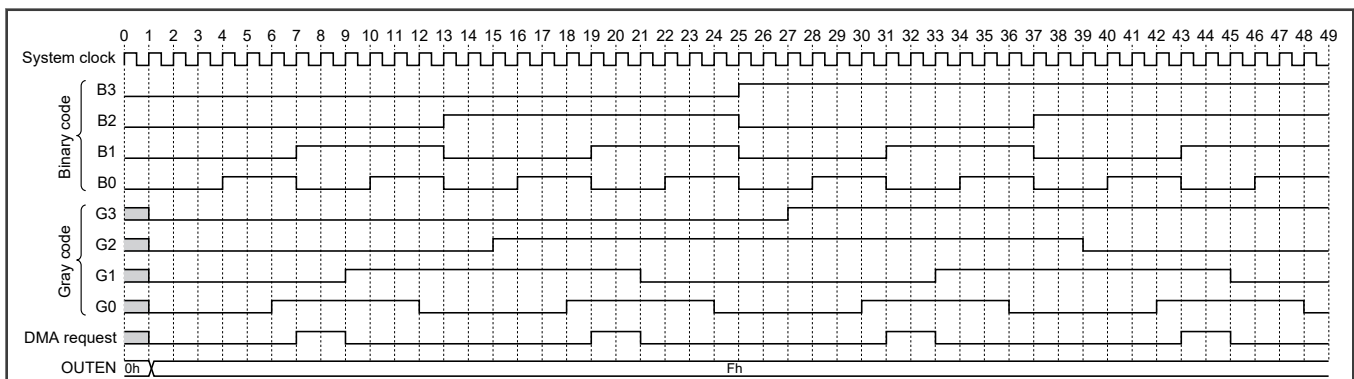 0 1 2 3 4 5 6 7 8 9 10 11 12 13 14 15 16 17 18 19 20 21 22 23 24 25 26 27 28 29 30 31 32 33 34 35 36 37 38 39 40 41 42 43 44 45 46 47 48 49
System clock
Binary code
B3
B2
B1
B0
Gray code
G3
G2
G1
G0
DMA request
OUTEN 0h Fh